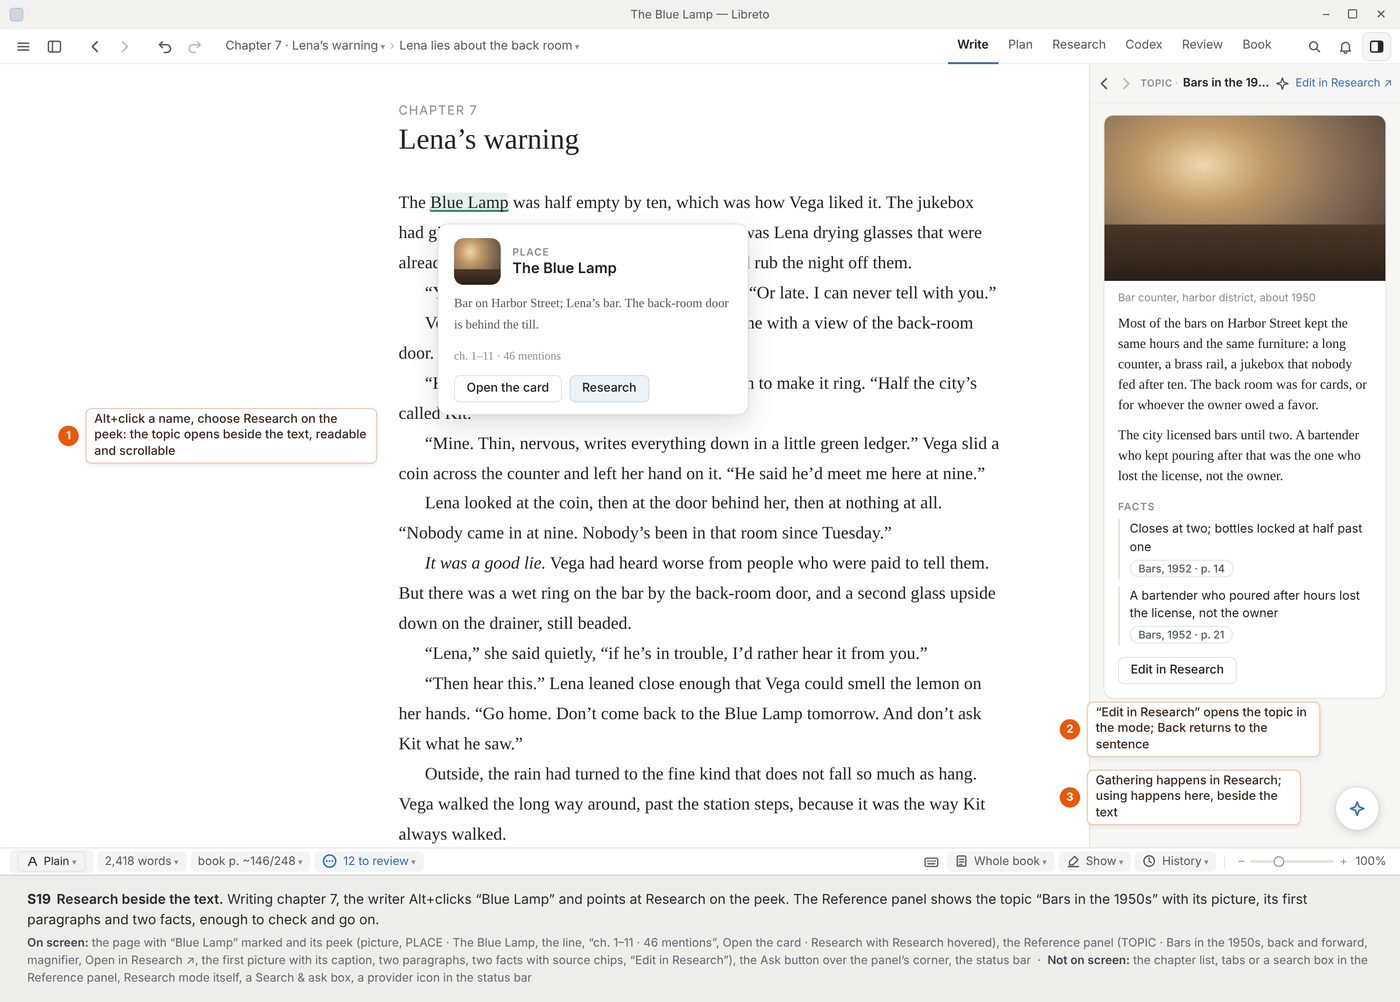 The Blue Lamp — Libreto
Chapter 7 · Lena’s warning › Lena lies about the back room
Write Plan Research Codex Review Book
TOPIC · Bars in the 19... Edit in Research ↗
CHAPTER 7
Lena’s warning
The Blue Lamp was half empty by ten, which was how Vega liked it. The jukebox
had g
was Lena drying glasses that were
alread
rub the night off them.
“Y
“Or late. I can never tell with you.”
Ve
ne with a view of the back-room
door.
“H
n to make it ring. “Half the city’s
called Kit.
PLACE
The Blue Lamp
Bar on Harbor Street; Lena’s bar. The back-room door
is behind the till.
ch. 1–11 · 46 mentions
Open the card Research
“Mine. Thin, nervous, writes everything down in a little green ledger.” Vega slid a
coin across the counter and left her hand on it. “He said he’d meet me here at nine.”
Lena looked at the coin, then at the door behind her, then at nothing at all.
“Nobody came in at nine. Nobody’s been in that room since Tuesday.”
It was a good lie. Vega had heard worse from people who were paid to tell them.
But there was a wet ring on the bar by the back-room door, and a second glass upside
down on the drainer, still beaded.
“Lena,” she said quietly, “if he’s in trouble, I’d rather hear it from you.”
“Then hear this.” Lena leaned close enough that Vega could smell the lemon on
her hands. “Go home. Don’t come back to the Blue Lamp tomorrow. And don’t ask
Kit what he saw.”
Outside, the rain had turned to the fine kind that does not fall so much as hang.
Vega walked the long way around, past the station steps, because it was the way Kit
always walked.
1
Alt+click a name, choose Research on the
peek: the topic opens beside the text, readable
and scrollable
Bar counter, harbor district, about 1950
Most of the bars on Harbor Street kept the
same hours and the same furniture: a long
counter, a brass rail, a jukebox that nobody
fed after ten. The back room was for cards, or
for whoever the owner owed a favor.
The city licensed bars until two. A bartender
who kept pouring after that was the one who
lost the license, not the owner.
FACTS
Closes at two; bottles locked at half past
one
Bars, 1952 · p. 14
A bartender who poured after hours lost
the license, not the owner
Bars, 1952 · p. 21
Edit in Research
2
“Edit in Research” opens the topic in
the mode; Back returns to the
sentence
3
Gathering happens in Research;
using happens here, beside the
text
A Plain 2,418 words book p. ~146/248 12 to review Whole book Show History − + 100%
S19 Research beside the text. Writing chapter 7, the writer Alt+clicks “Blue Lamp” and points at Research on the peek. The Reference panel shows the topic “Bars in the 1950s” with its picture, its first
paragraphs and two facts, enough to check and go on.
On screen: the page with “Blue Lamp” marked and its peek (picture, PLACE · The Blue Lamp, the line, “ch. 1–11 · 46 mentions”, Open the card · Research with Research hovered), the Reference panel (TOPIC · Bars in the 1950s, back and forward,
magnifier, Open in Research ↗, the first picture with its caption, two paragraphs, two facts with source chips, “Edit in Research”), the Ask button over the panel’s corner, the status bar · Not on screen: the chapter list, tabs or a search box in the
Reference panel, Research mode itself, a Search & ask box, a provider icon in the status bar